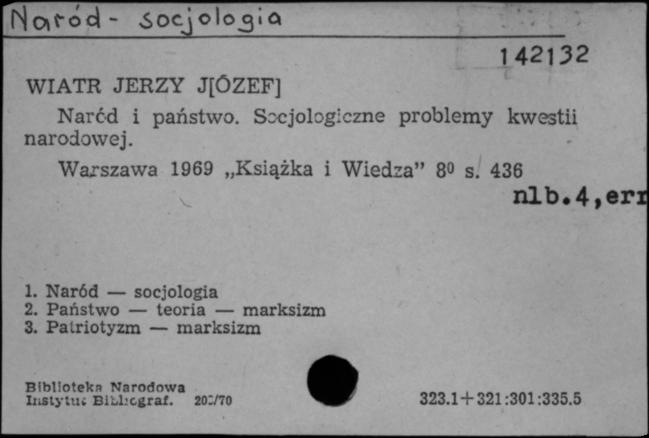 Naród - socjologia
142132
WIATR JERZY J[ÓZEF]
Naród i państwo. Socjologiczne problemy kwestii
narodowej.
Warszawa 1969 „Książka i Wiedza” 8⁰ s. 436
nlb.4,err
1. Naród — socjologia
2. Państwo — teoria — marksizm
3. Patriotyzm — marksizm
Biblioteka Narodowa
Instytut Bibliograf.
323.1+321:301:335.5